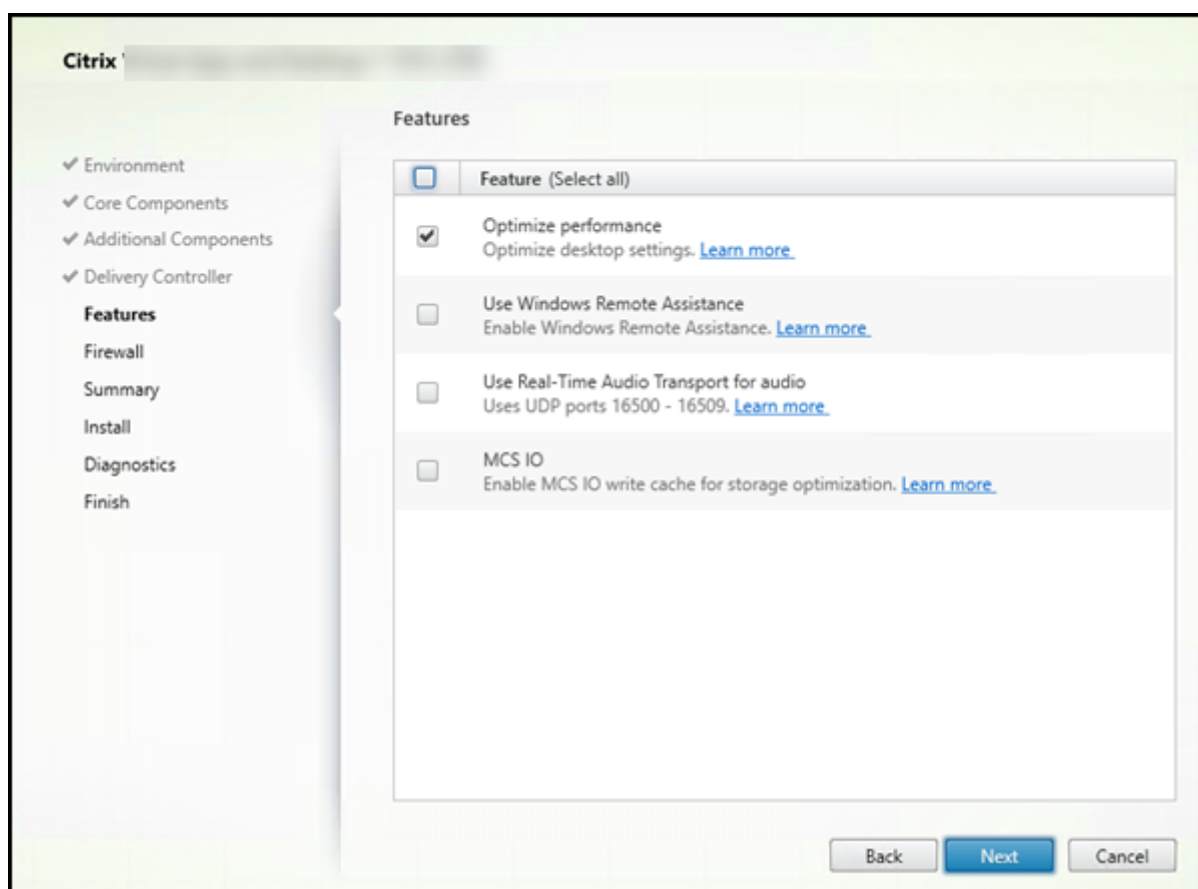 Citrix
Features
Environment
Core Components
Additional Components
Delivery Controller
Features
Firewall
Summary
Install
Diagnostics
Finish
Feature (Select all)
Optimize performance
Optimize desktop settings. Learn more
Use Windows Remote Assistance
Enable Windows Remote Assistance. Learn more
Use Real-Time Audio Transport for audio
Uses UDP ports 16500 - 16509. Learn more
MCS IO
Enable MCS IO write cache for storage optimization. Learn more
Back Next Cancel